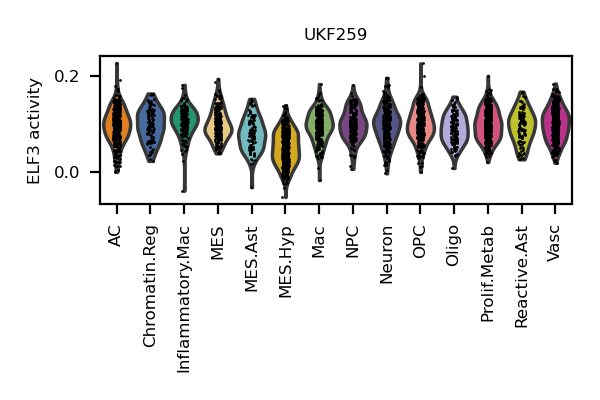 UKF259
ELF3 activity
0.2
0.0
AC
Chromatin.Reg
Inflammatory.Mac
MES
MES.Ast
MES.Hyp
Mac
NPC
Neuron
OPC
Oligo
Prolif.Metab
Reactive.Ast
Vasc